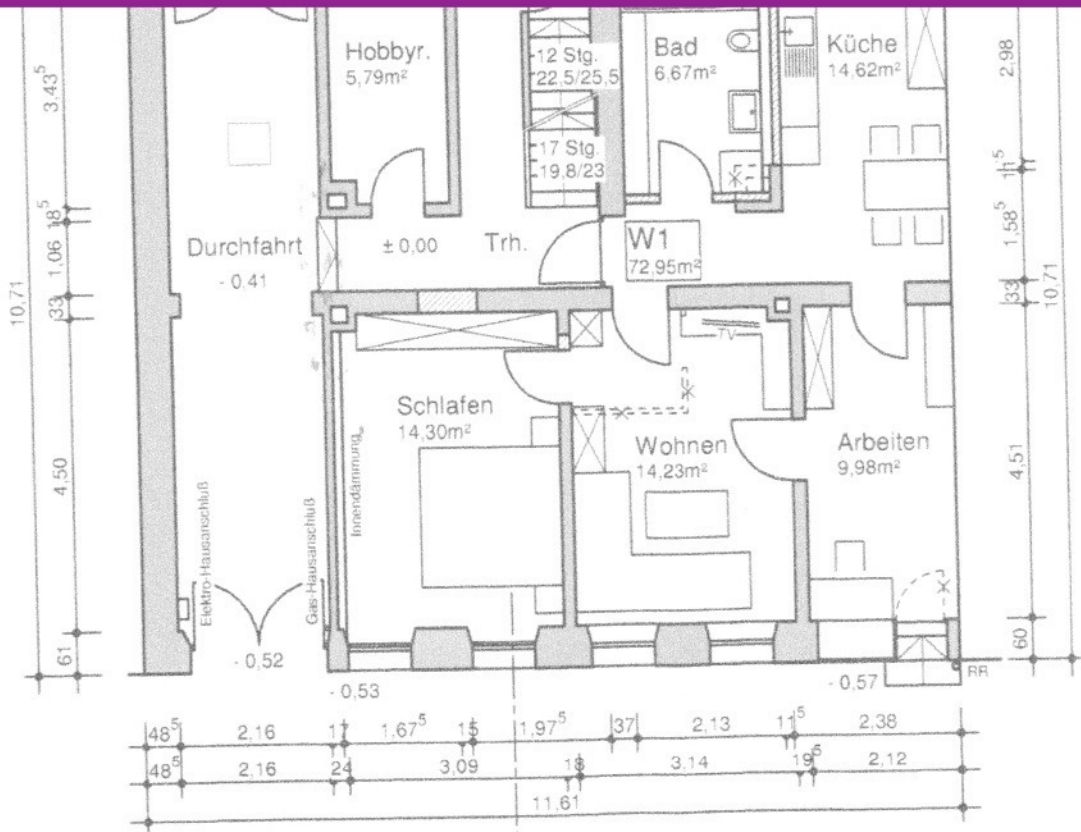 Hobbyr.
5,79m²
12 Stg.
22,5/25,5
17 Stg.
19,8/23
Bad
6,67m²
Küche
14,62m²
Durchfahrt
- 0,41
± 0,00
Trh.
W1
72,95m²
TV
Schlafen
14,30m²
Wohnen
14,23m²
Arbeiten
9,98m²
Innendämmung
Elektro-Hausanschluß
Gas-Hausanschluß
- 0,52
- 0,53
- 0,57
RR
10,71
3,43⁵
18⁵
1,06
33
4,50
61
2,98
11⁵
1,58⁵
33
4,51
60
10,71
48⁵ 2,16 17 1,67⁵ 15 1,97⁵ 37 2,13 11⁵ 2,38
48⁵ 2,16 24 3,09 18 3,14 19⁵ 2,12
11,61